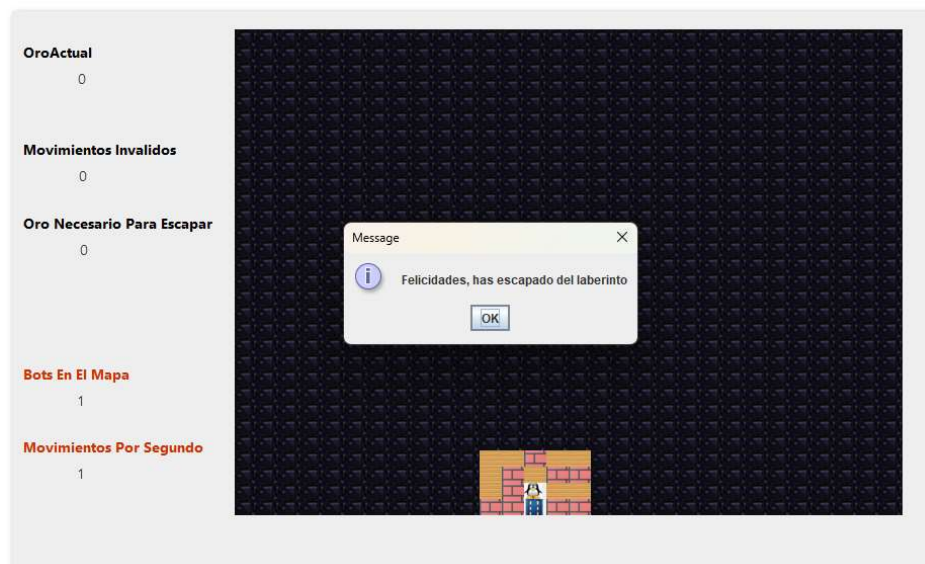 OroActual
0
Movimientos Invalidos
0
Oro Necesario Para Escapar
0
Bots En El Mapa
1
Movimientos Por Segundo
1
Message
Felicidades, has escapado del laberinto
OK